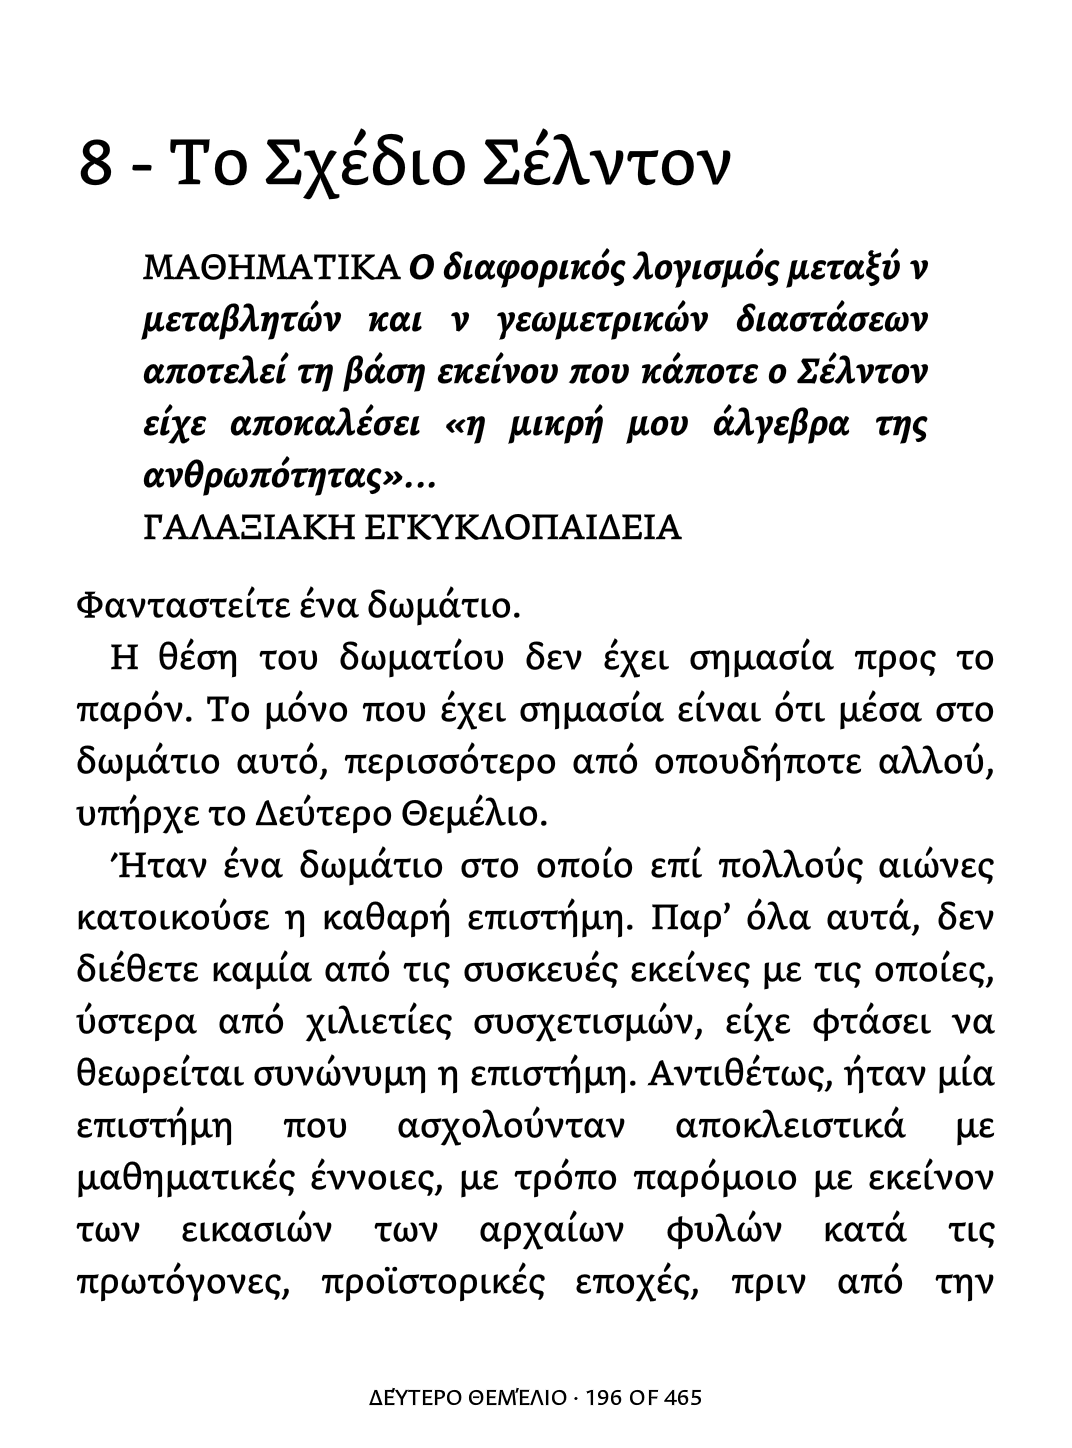 8 - Το Σχέδιο Σέλντον
ΜΑΘΗΜΑΤΙΚΑ Ο διαφορικός λογισμός μεταξύ ν
μεταβλητών και ν γεωμετρικών διαστάσεων
αποτελεί τη βάση εκείνου που κάποτε ο Σέλντον
είχε αποκαλέσει «η μικρή μου άλγεβρα της
ανθρωπότητας»...
ΓΑΛΑΞΙΑΚΗ ΕΓΚΥΚΛΟΠΑΙΔΕΙΑ
Φανταστείτε ένα δωμάτιο.
Η θέση του δωματίου δεν έχει σημασία προς το
παρόν. Το μόνο που έχει σημασία είναι ότι μέσα στο
δωμάτιο αυτό, περισσότερο από οπουδήποτε αλλού,
υπήρχε το Δεύτερο Θεμέλιο.
Ήταν ένα δωμάτιο στο οποίο επί πολλούς αιώνες
κατοικούσε η καθαρή επιστήμη. Παρ’ όλα αυτά, δεν
διέθετε καμία από τις συσκευές εκείνες με τις οποίες,
ύστερα από χιλιετίες συσχετισμών, είχε φτάσει να
θεωρείται συνώνυμη η επιστήμη. Αντιθέτως, ήταν μία
επιστήμη που ασχολούνταν αποκλειστικά με
μαθηματικές έννοιες, με τρόπο παρόμοιο με εκείνον
των εικασιών των αρχαίων φυλών κατά τις
πρωτόγονες, προϊστορικές εποχές, πριν από την
ΔΕΎΤΕΡΟ ΘΕΜΈΛΙΟ · 196 OF 465